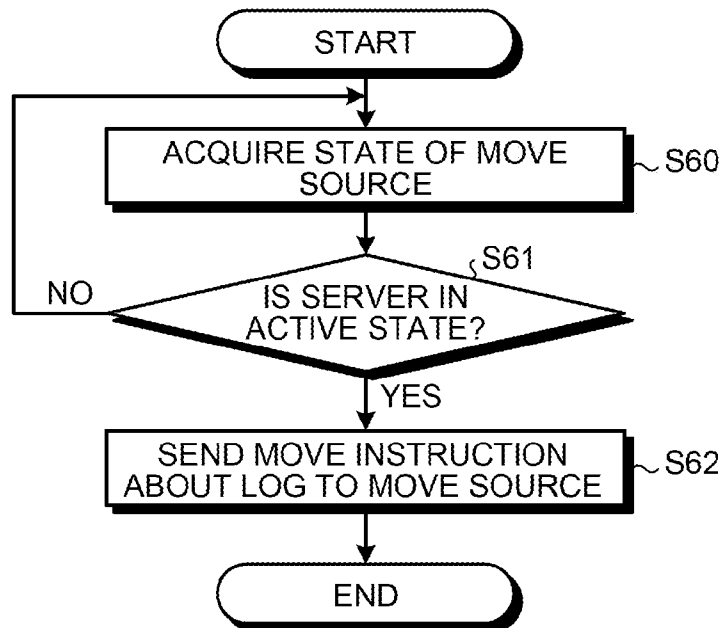 START
ACQUIRE STATE OF MOVE
SOURCE
S60
S61
IS SERVER IN
ACTIVE STATE?
NO
YES
SEND MOVE INSTRUCTION
ABOUT LOG TO MOVE SOURCE
S62
END